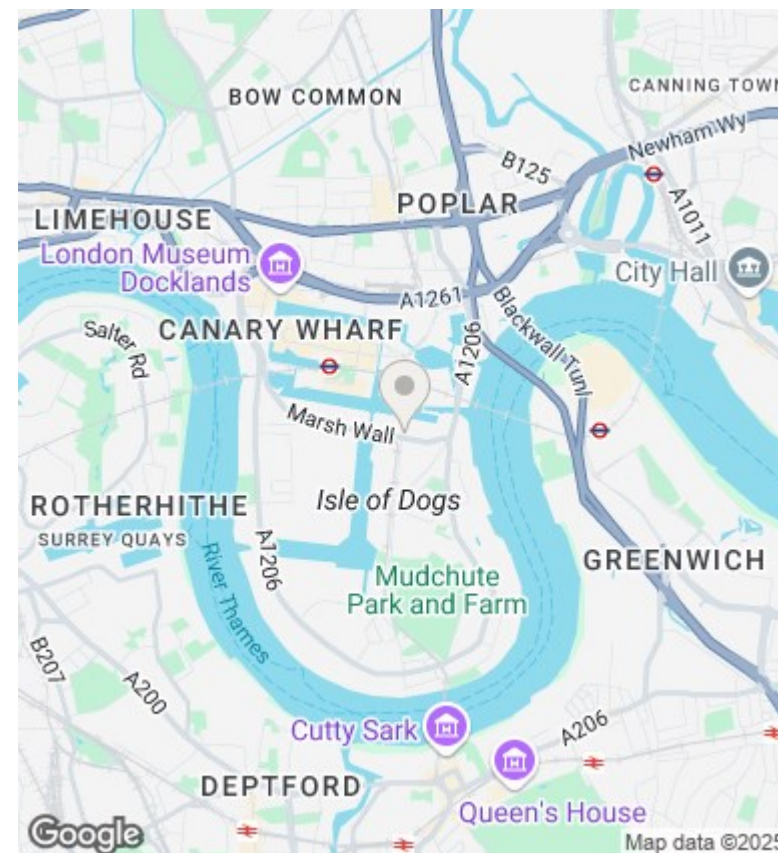 BOW COMMON
CANNING TOWN
Newham Wy
B125
POPLAR
A1011
LIMEHOUSE
London Museum
Docklands
City Hall
A1261
Blackwall Tunl
Salter Rd
CANARY WHARF
A1206
Marsh Wall
ROTHERHITHE
SURREY QUAYS
Isle of Dogs
A1206
River Thames
GREENWICH
Mudchute
Park and Farm
B207
A200
Cutty Sark
A206
DEPTFORD
Queen's House
Google
Map data ©2025